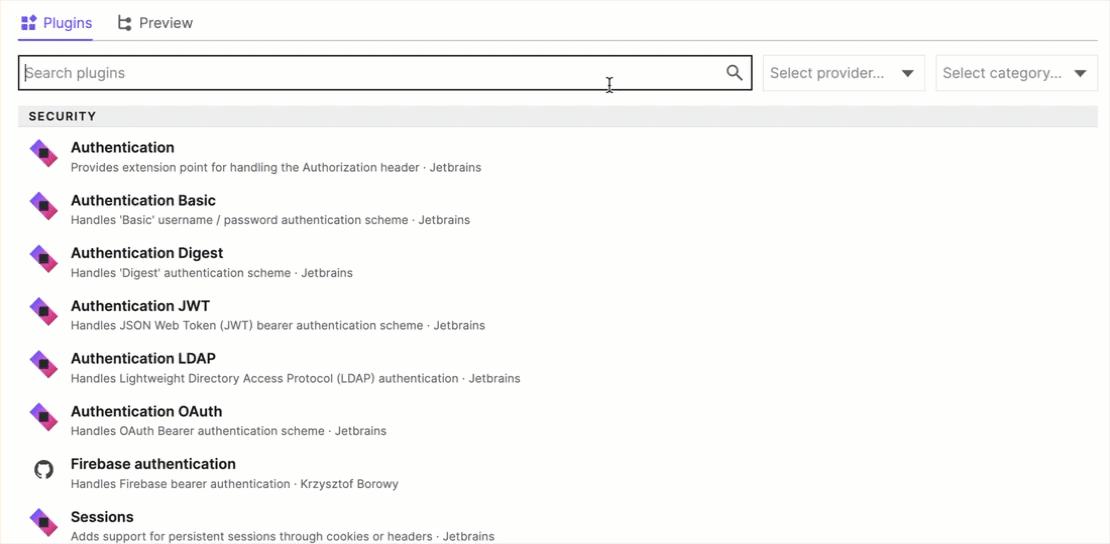 Plugins Preview
Search plugins Select provider... Select category...
SECURITY
Authentication
Provides extension point for handling the Authorization header · Jetbrains
Authentication Basic
Handles 'Basic' username / password authentication scheme · Jetbrains
Authentication Digest
Handles 'Digest' authentication scheme · Jetbrains
Authentication JWT
Handles JSON Web Token (JWT) bearer authentication scheme · Jetbrains
Authentication LDAP
Handles Lightweight Directory Access Protocol (LDAP) authentication · Jetbrains
Authentication OAuth
Handles OAuth Bearer authentication scheme · Jetbrains
Firebase authentication
Handles Firebase bearer authentication · Krzysztof Borowy
Sessions
Adds support for persistent sessions through cookies or headers · Jetbrains